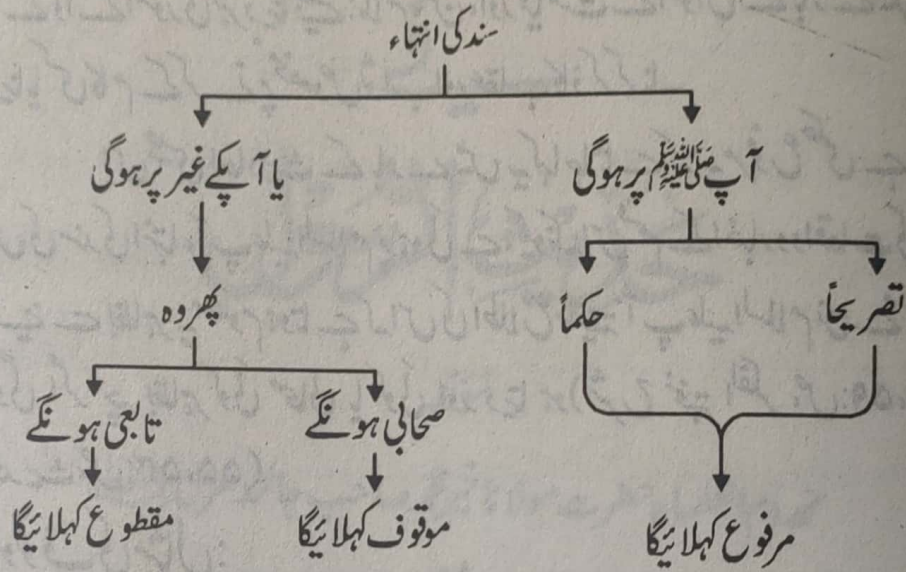 سند کی انتہاء
آپ ﷺ پر ہوگی
یا آپکے غیر پر ہوگی
تصریحاً
حکماً
پھر وہ
صحابی ہونگے
تابعی ہونگے
مرفوع کہلائیگا
موقوف کہلائیگا
مقطوع کہلائیگا